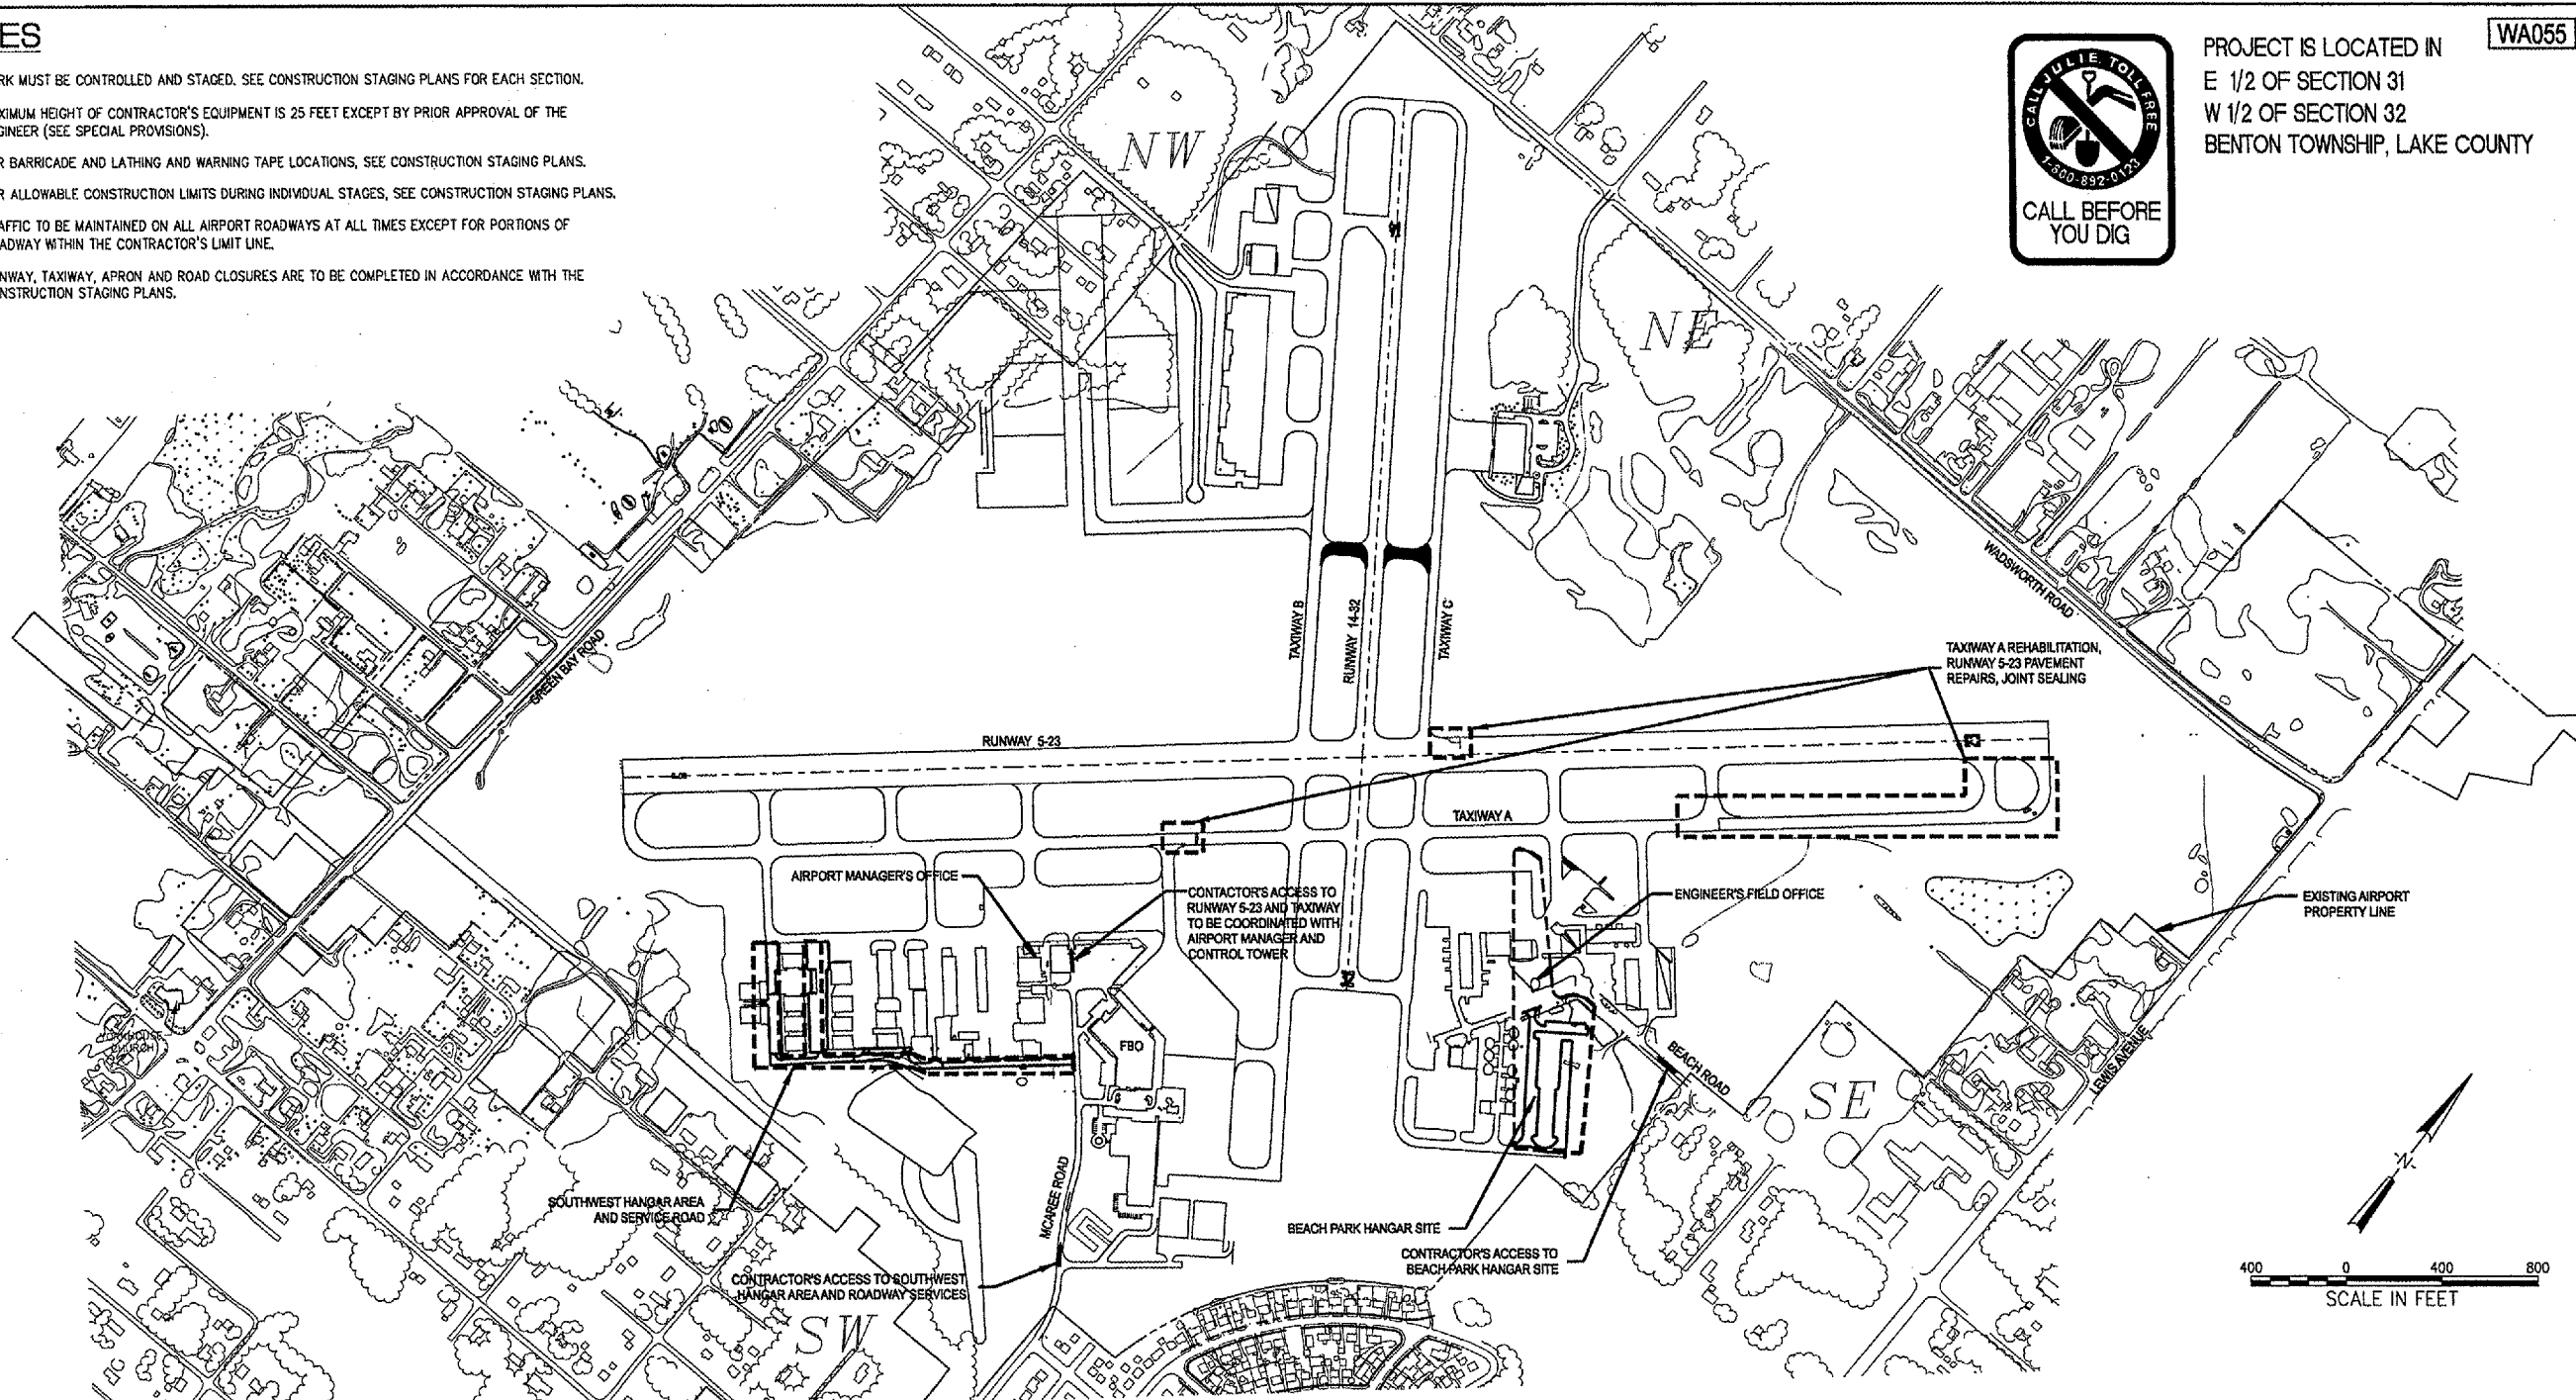 ES
RK MUST BE CONTROLLED AND STAGED. SEE CONSTRUCTION STAGING PLANS FOR EACH SECTION.
XIMUM HEIGHT OF CONTRACTOR'S EQUIPMENT IS 25 FEET EXCEPT BY PRIOR APPROVAL OF THE
GINEER (SEE SPECIAL PROVISIONS).
R BARRICADE AND LATHING AND WARNING TAPE LOCATIONS, SEE CONSTRUCTION STAGING PLANS.
R ALLOWABLE CONSTRUCTION LIMITS DURING INDIVIDUAL STAGES, SEE CONSTRUCTION STAGING PLANS.
AFFIC TO BE MAINTAINED ON ALL AIRPORT ROADWAYS AT ALL TIMES EXCEPT FOR PORTIONS OF
ADWAY WITHIN THE CONTRACTOR'S LIMIT LINE.
NWAY, TAXIWAY, APRON AND ROAD CLOSURES ARE TO BE COMPLETED IN ACCORDANCE WITH THE
NSTRUCTION STAGING PLANS.
CALL JULIE TOLL FREE
1-800-892-0123
CALL BEFORE
YOU DIG
PROJECT IS LOCATED IN
E 1/2 OF SECTION 31
W 1/2 OF SECTION 32
BENTON TOWNSHIP, LAKE COUNTY
WA055
NW
NE
WADSWORTH ROAD
GREEN BAY ROAD
TAXIWAY B
RUNWAY 14-32
TAXIWAY C
TAXIWAY A REHABILITATION,
RUNWAY 5-23 PAVEMENT
REPAIRS, JOINT SEALING
RUNWAY 5-23
TAXIWAY A
AIRPORT MANAGER'S OFFICE
CONTACTOR'S ACCESS TO
RUNWAY 5-23 AND TAXIWAY
TO BE COORDINATED WITH
AIRPORT MANAGER AND
CONTROL TOWER
ENGINEER'S FIELD OFFICE
EXISTING AIRPORT
PROPERTY LINE
CHURCH
FBO
BEACH ROAD
LEWIS AVENUE
SE
MCAREE ROAD
SOUTHWEST HANGAR AREA
AND SERVICE ROAD
BEACH PARK HANGAR SITE
CONTRACTOR'S ACCESS TO
BEACH PARK HANGAR SITE
CONTRACTOR'S ACCESS TO SOUTHWEST
HANGAR AREA AND ROADWAY SERVICES
SW
N
400 0 400 800
SCALE IN FEET